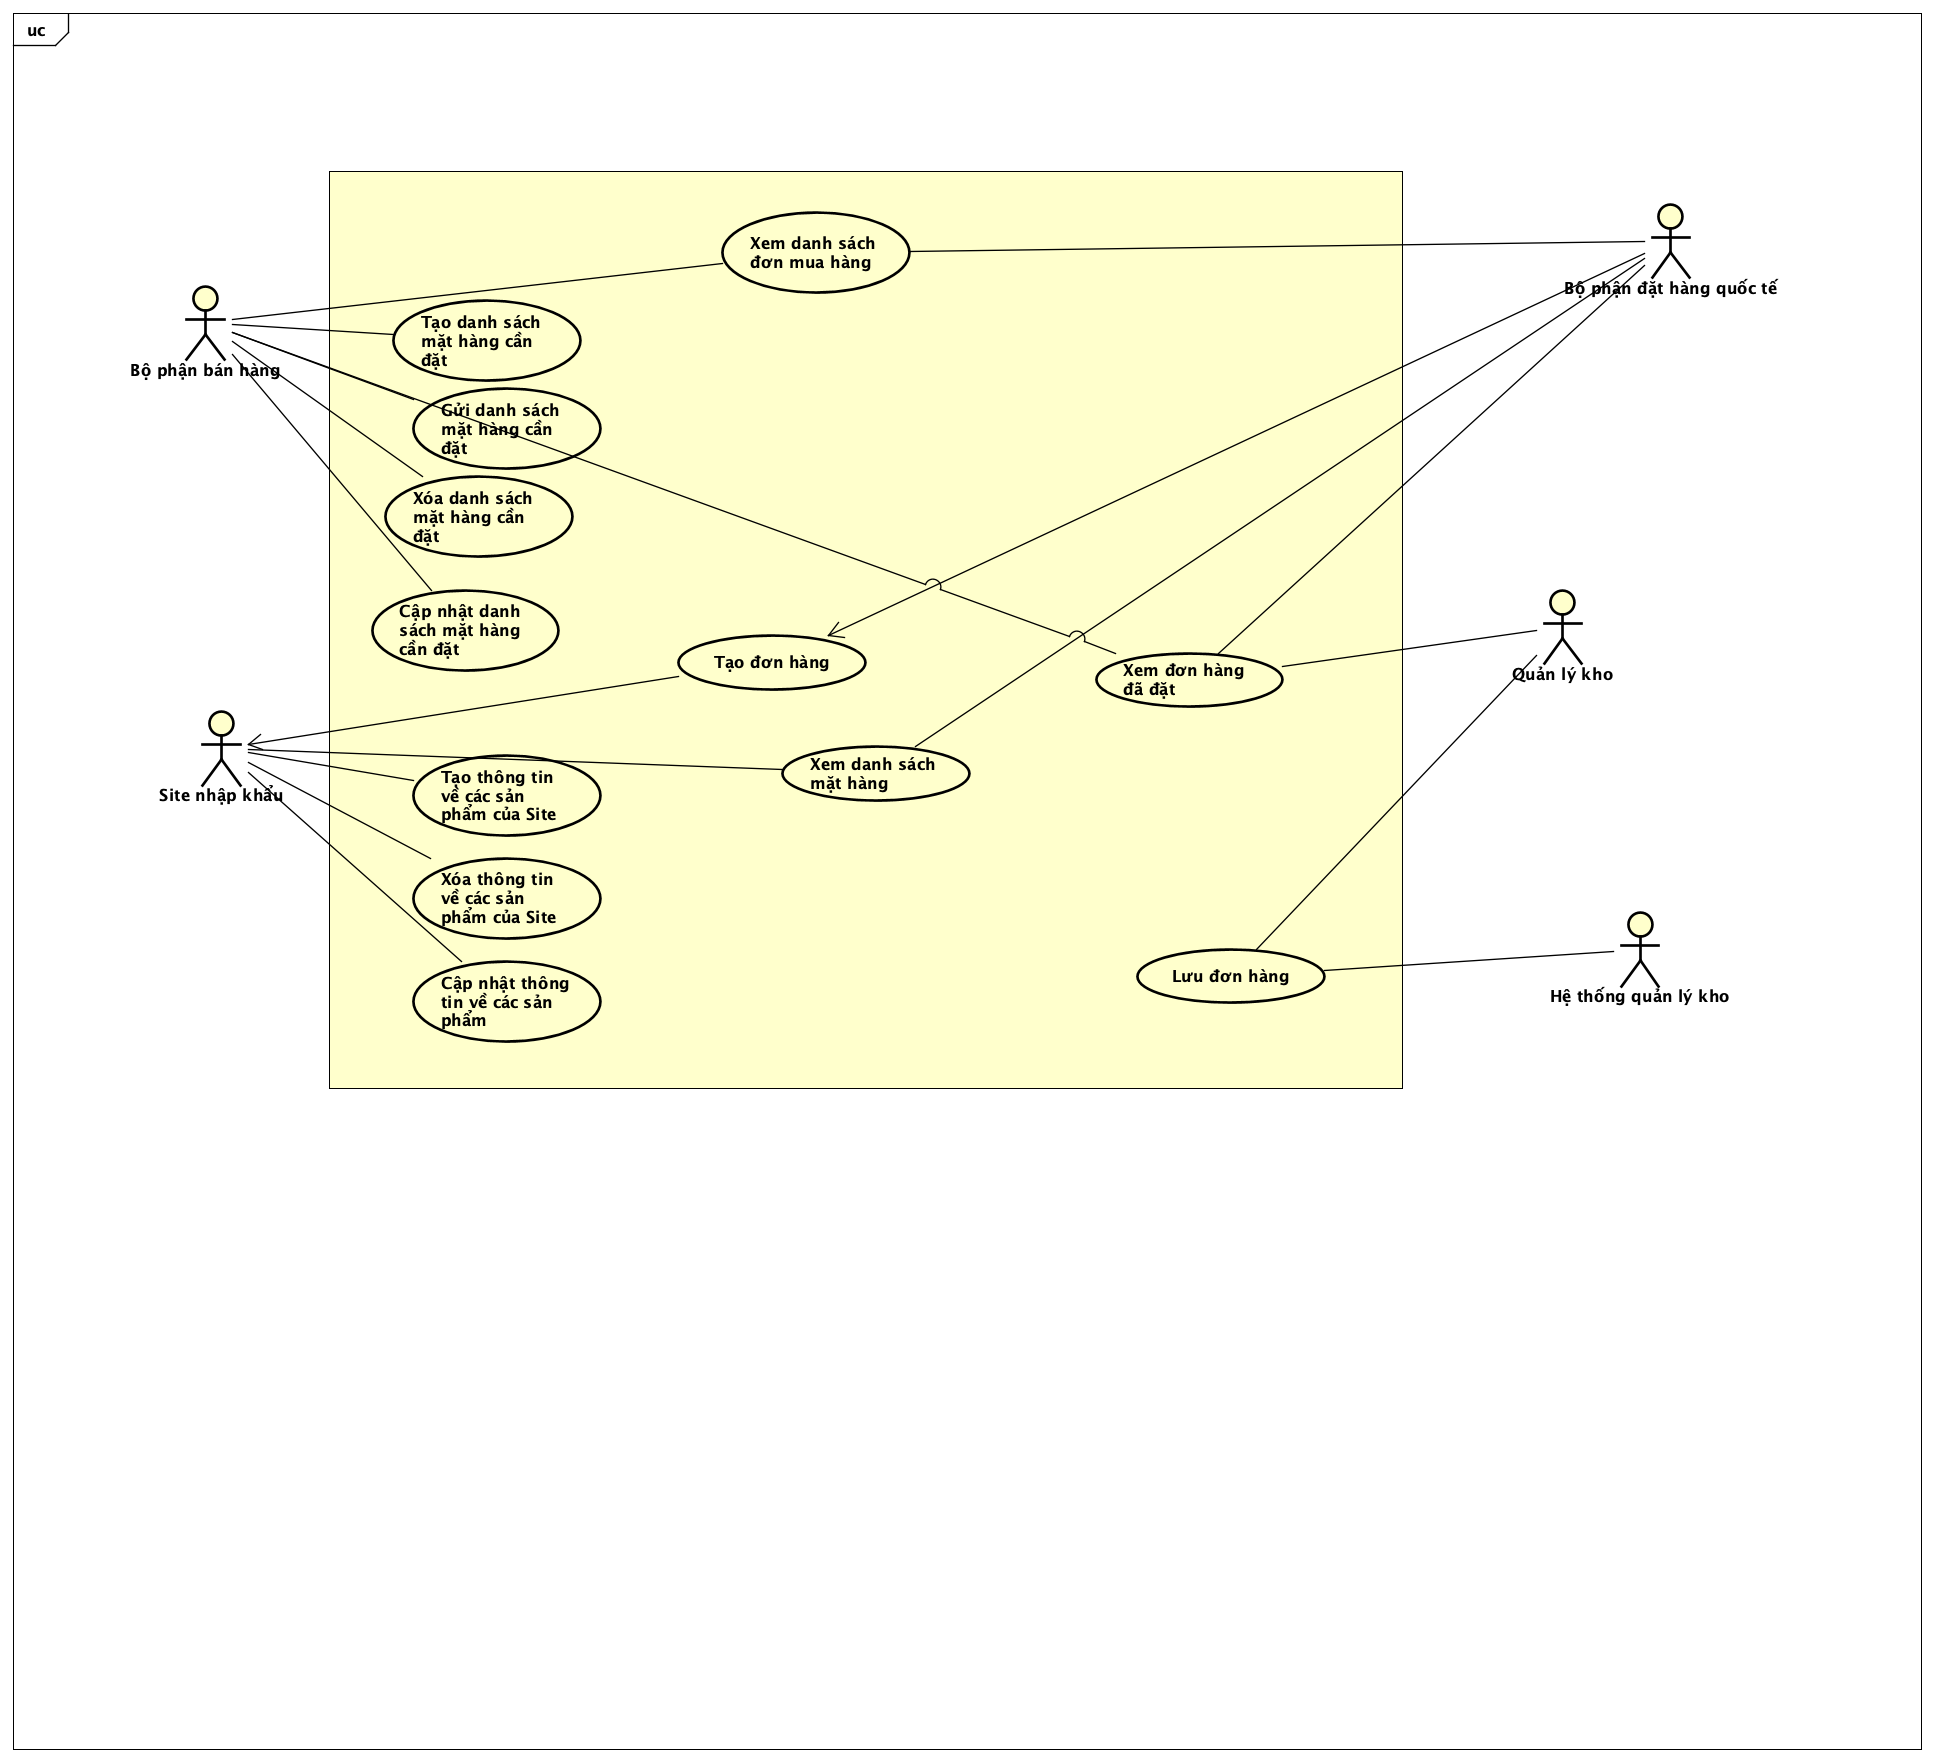 uc
Xem danh sách
đơn mua hàng
Bộ phận đặt hàng quốc tế
Bộ phận bán hàng
Tạo danh sách
mặt hàng cần
đặt
Gửi danh sách
mặt hàng cần
đặt
Xóa danh sách
mặt hàng cần
đặt
Cập nhật danh
sách mặt hàng
cần đặt
Tạo đơn hàng
Xem đơn hàng
đã đặt
Quản lý kho
Site nhập khẩu
Xem danh sách
mặt hàng
Tạo thông tin
về các sản
phẩm của Site
Xóa thông tin
về các sản
phẩm của Site
Cập nhật thông
tin về các sản
phẩm
Lưu đơn hàng
Hệ thống quản lý kho